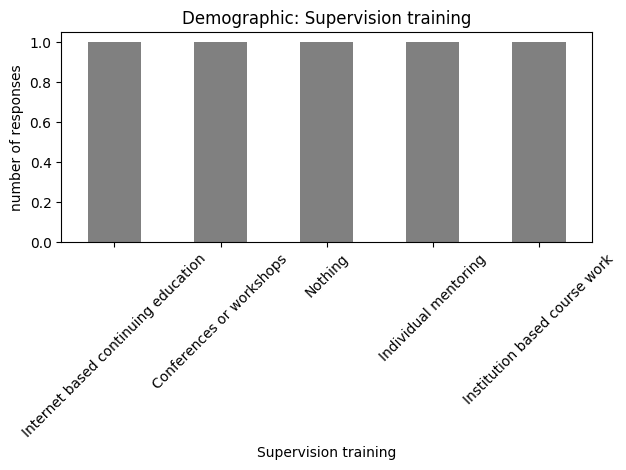 Demographic: Supervision training
number of responses
1.0
0.8
0.6
0.4
0.2
0.0
Internet based continuing education
Conferences or workshops
Nothing
Individual mentoring
Institution based course work
Supervision training